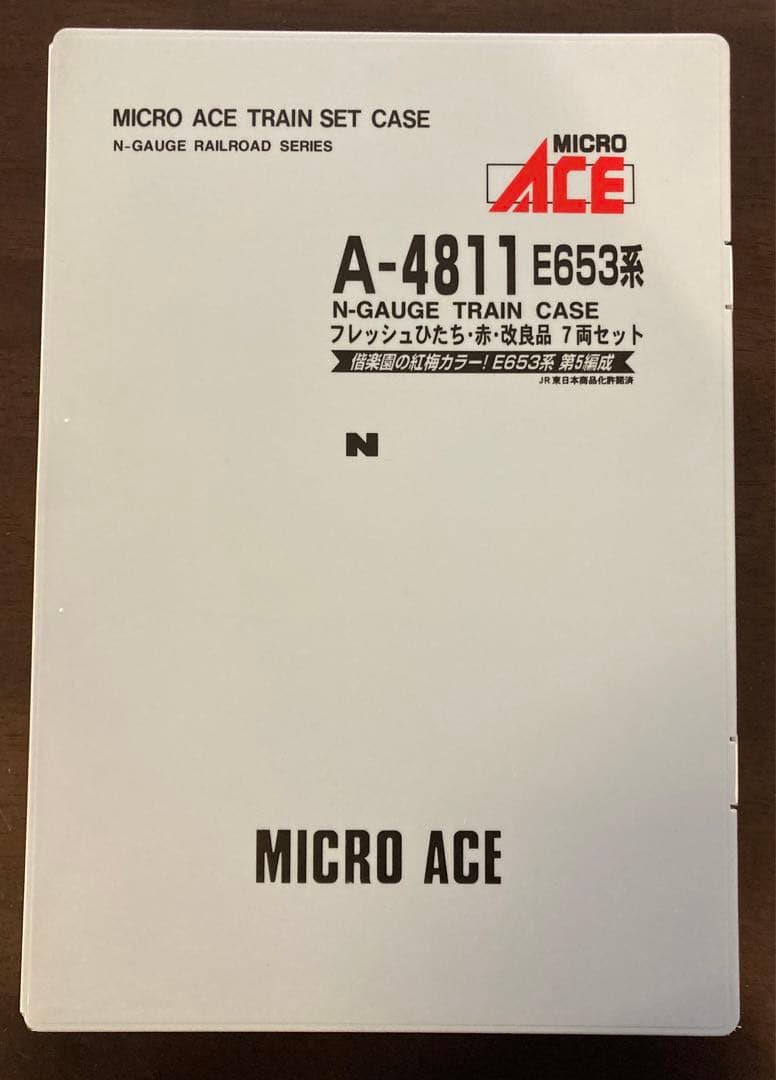 MICRO ACE TRAIN SET CASE
N-GAUGE RAILROAD SERIES
MICRO
ACE
A-4811 E653系
N-GAUGE TRAIN CASE
フレッシュひたち・赤・改良品 7両セット
偕楽園の紅梅カラー！E653系 第5編成
JR東日本商品化許諾済
N
MICRO ACE